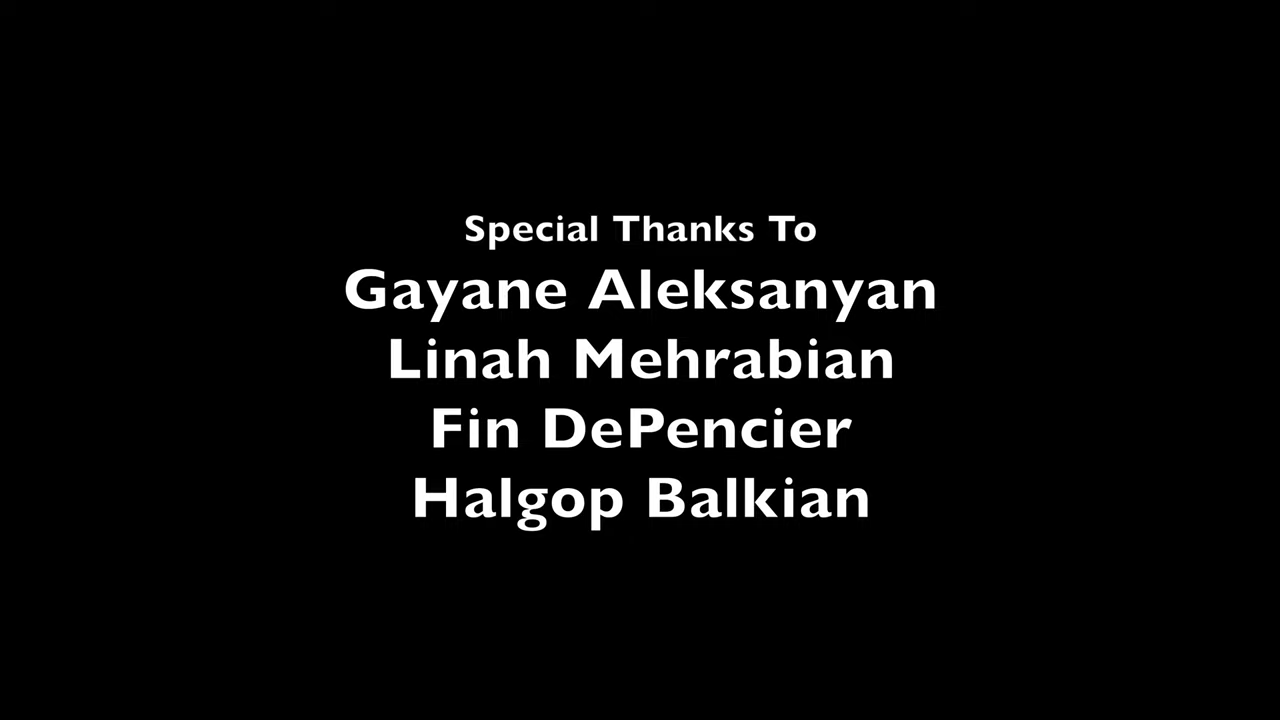 Special Thanks To
Gayane Aleksanyan
Linah Mehrabian
Fin DePencier
Halgop Balkian